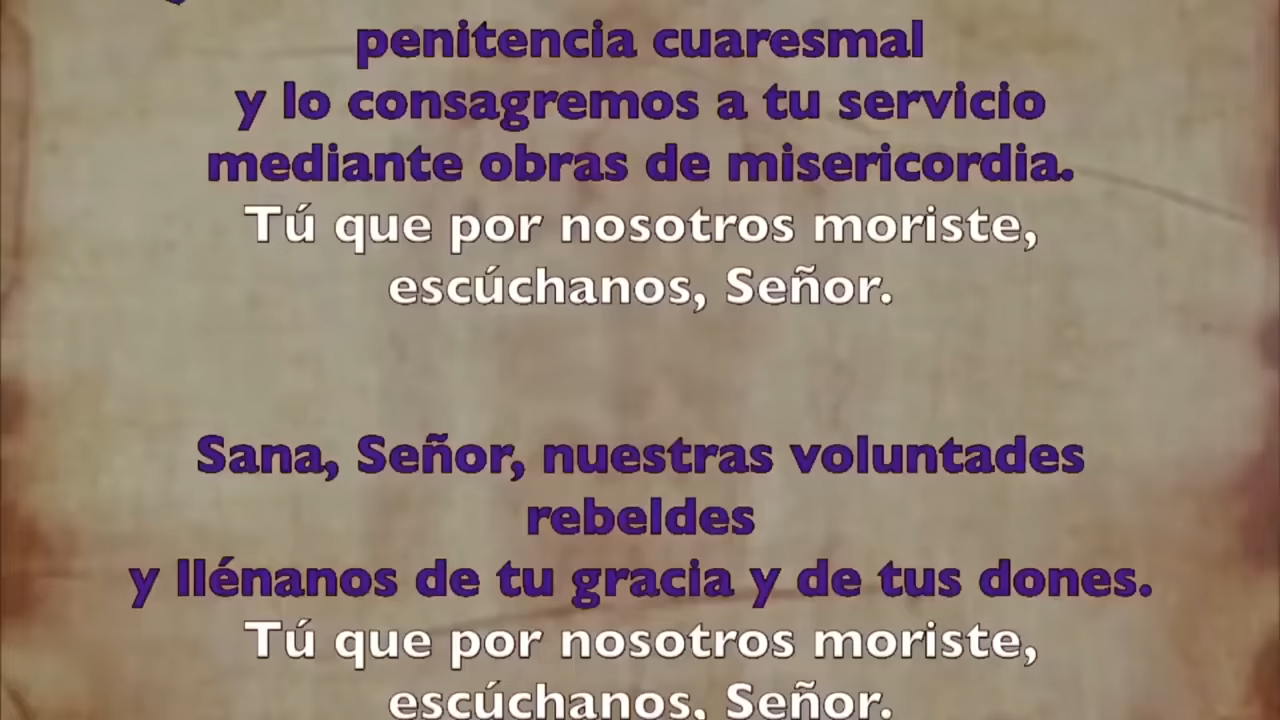 penitencia cuaresmal
y lo consagremos a tu servicio
mediante obras de misericordia.
Tú que por nosotros moriste,
escúchanos, Señor.
Sana, Señor, nuestras voluntades
rebeldes
y llénanos de tu gracia y de tus dones.
Tú que por nosotros moriste,
escúchanos, Señor.